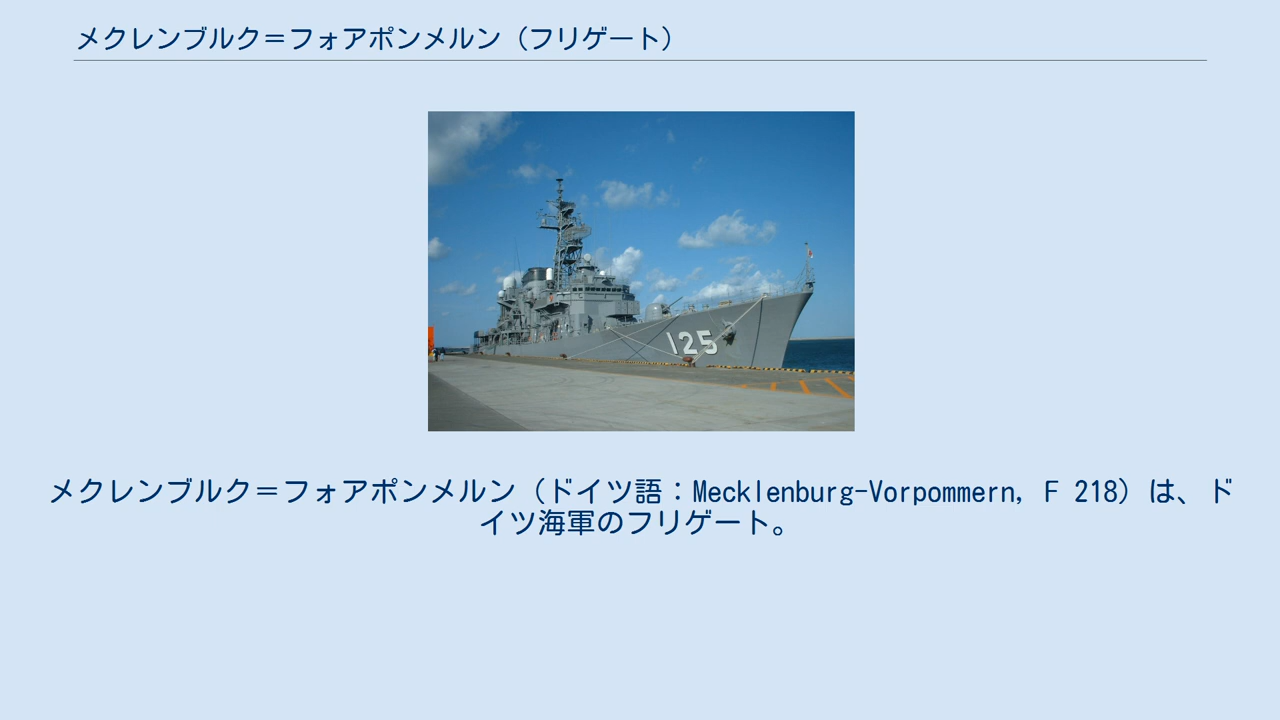 メクレンブルク＝フォアポンメルン（フリゲート）
125
メクレンブルク＝フォアポンメルン（ドイツ語：Mecklenburg-Vorpommern, F 218）は、ド
イツ海軍のフリゲート。